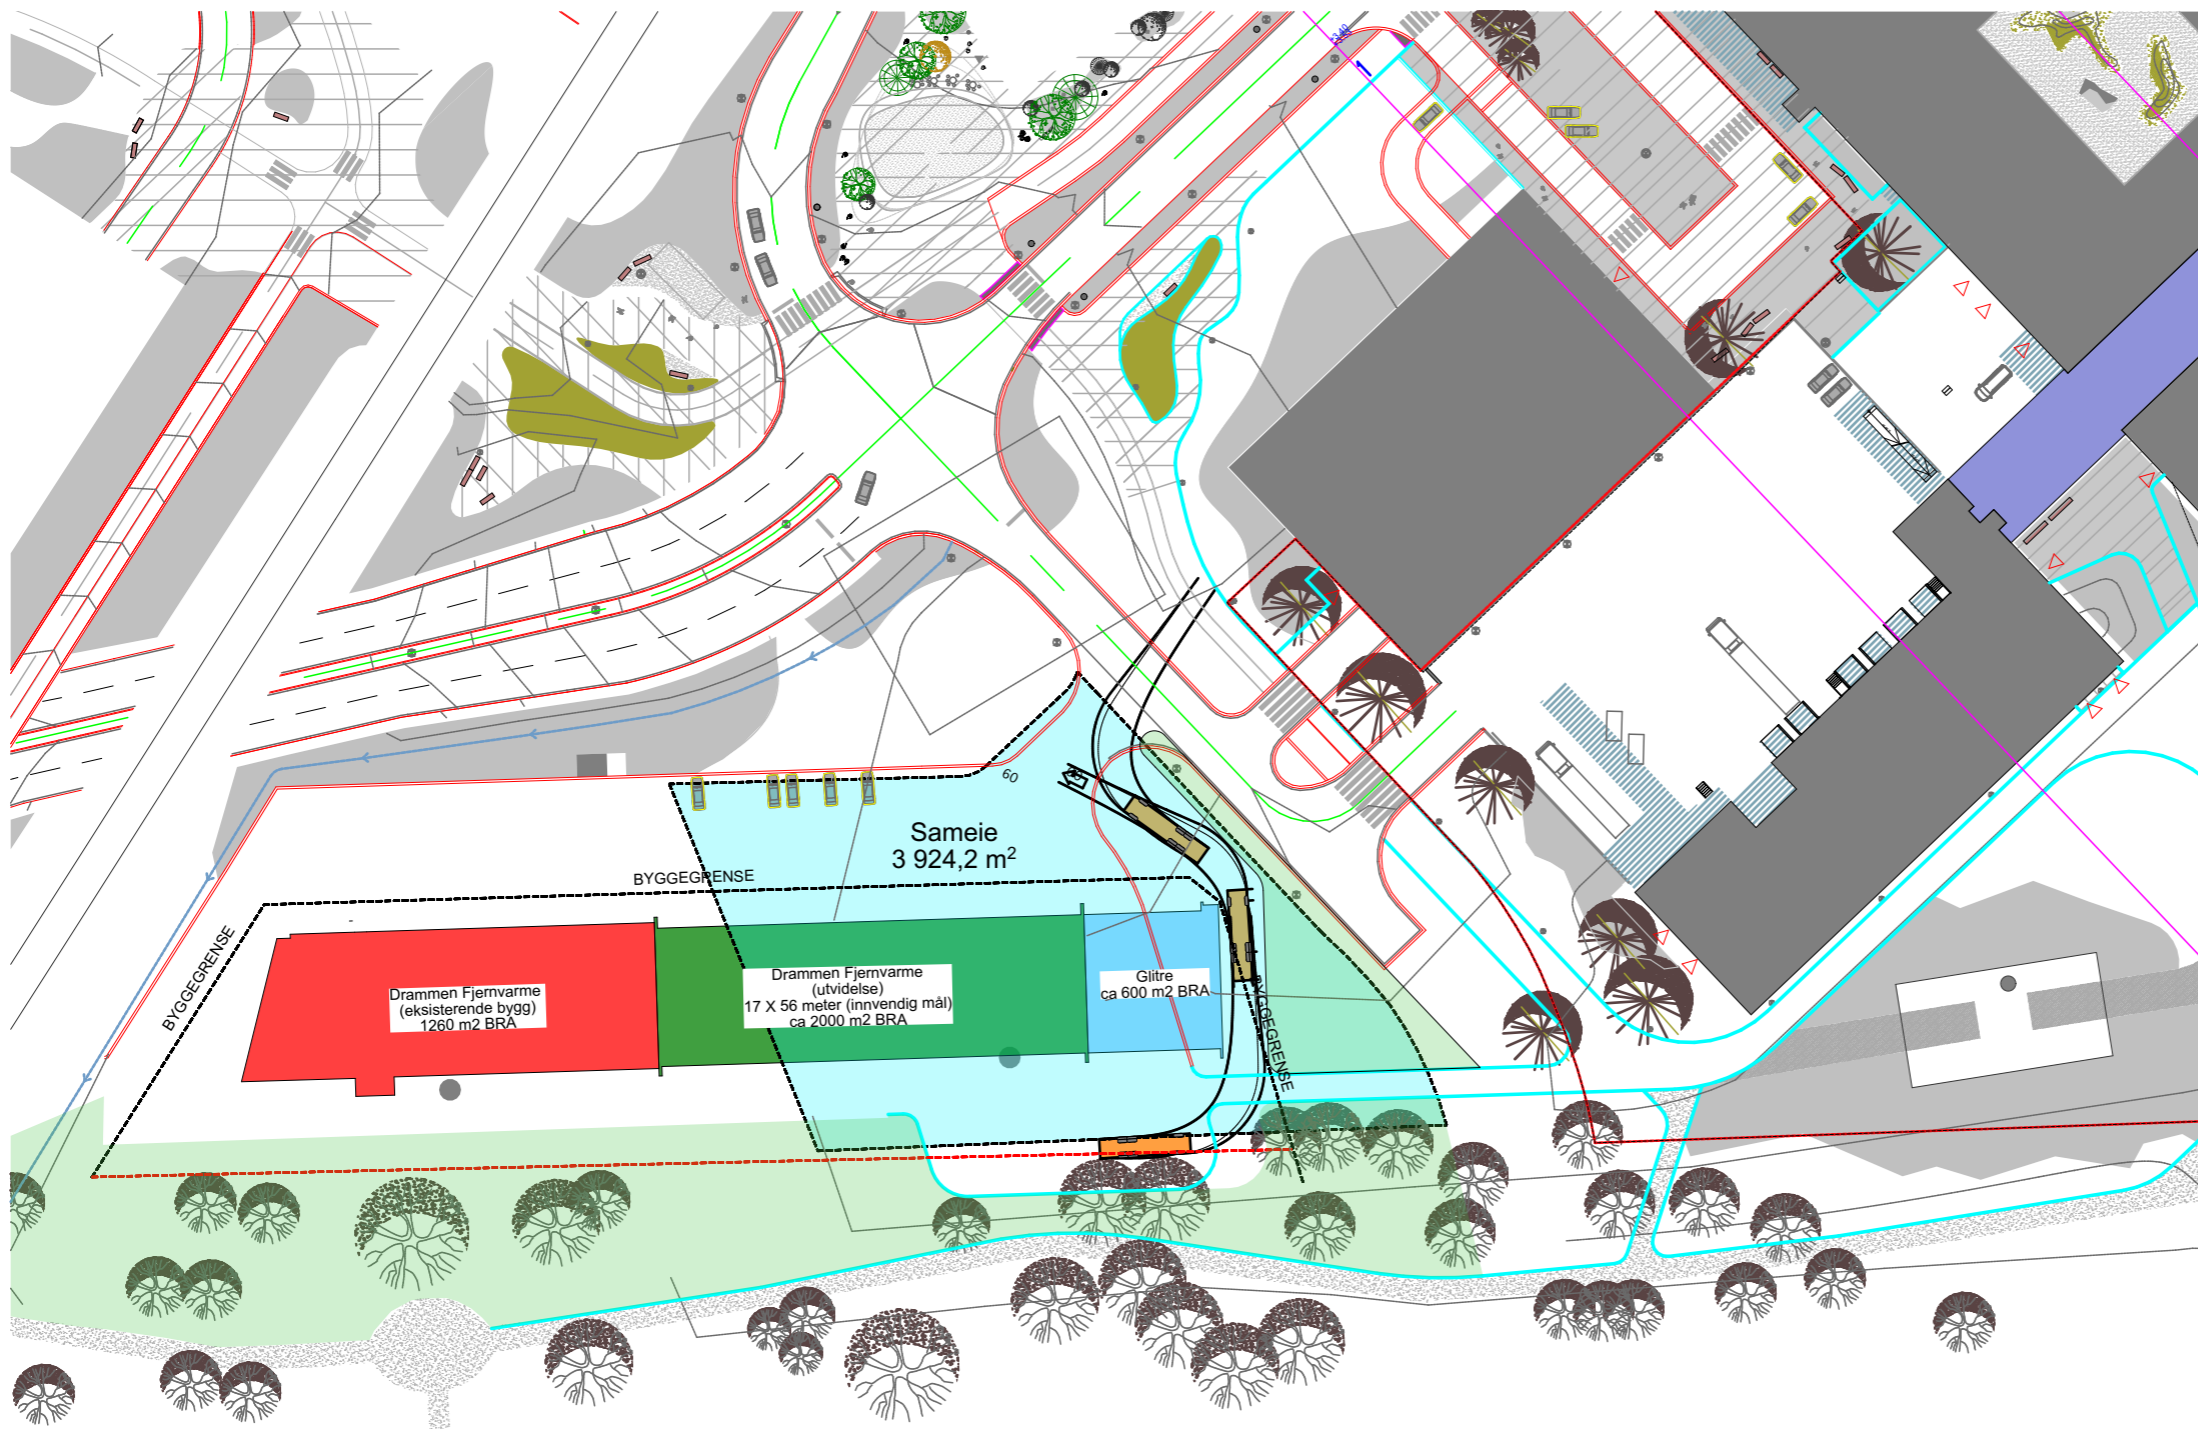 1
60
Sameie
3 924,2 m²
BYGGEGRENSE
BYGGEGRENSE
Drammen Fjernvarme
(eksisterende bygg)
1260 m2 BRA
Drammen Fjernvarme
(utvidelse)
17 X 56 meter (innvendig mål)
ca 2000 m2 BRA
Glitre
ca 600 m2 BRA
BYGGEGRENSE